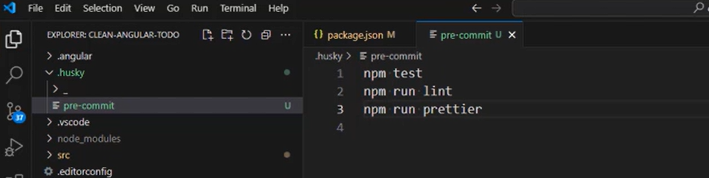 File Edit Selection View Go Run Terminal Help
EXPLORER: CLEAN-ANGULAR-TODO
package.json M
pre-commit U
.angular
.husky
_
pre-commit U
.vscode
node_modules
src
.editorconfig
37
.husky > pre-commit
1 npm test
2 npm run lint
3 npm run prettier
4